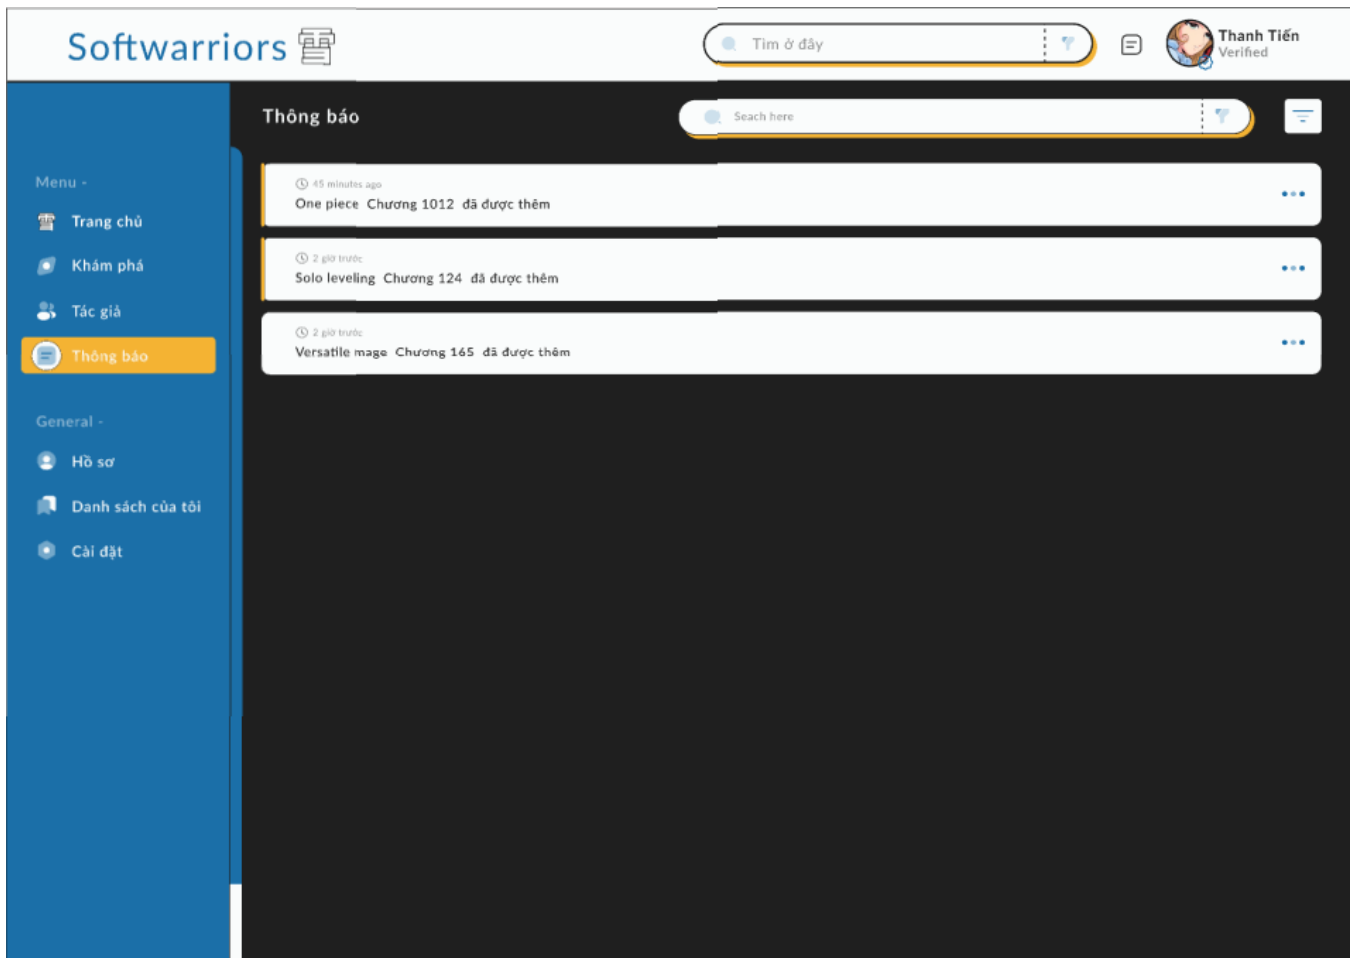 Softwarriors
Tìm ở đây
Thanh Tiến
Verified
Thông báo
Seach here
Menu -
Trang chủ
Khám phá
Tác giả
Thông báo
General -
Hồ sơ
Danh sách của tôi
Cài đặt
45 minutes ago
One piece Chương 1012 đã được thêm
2 giờ trước
Solo leveling Chương 124 đã được thêm
2 giờ trước
Versatile mage Chương 165 đã được thêm